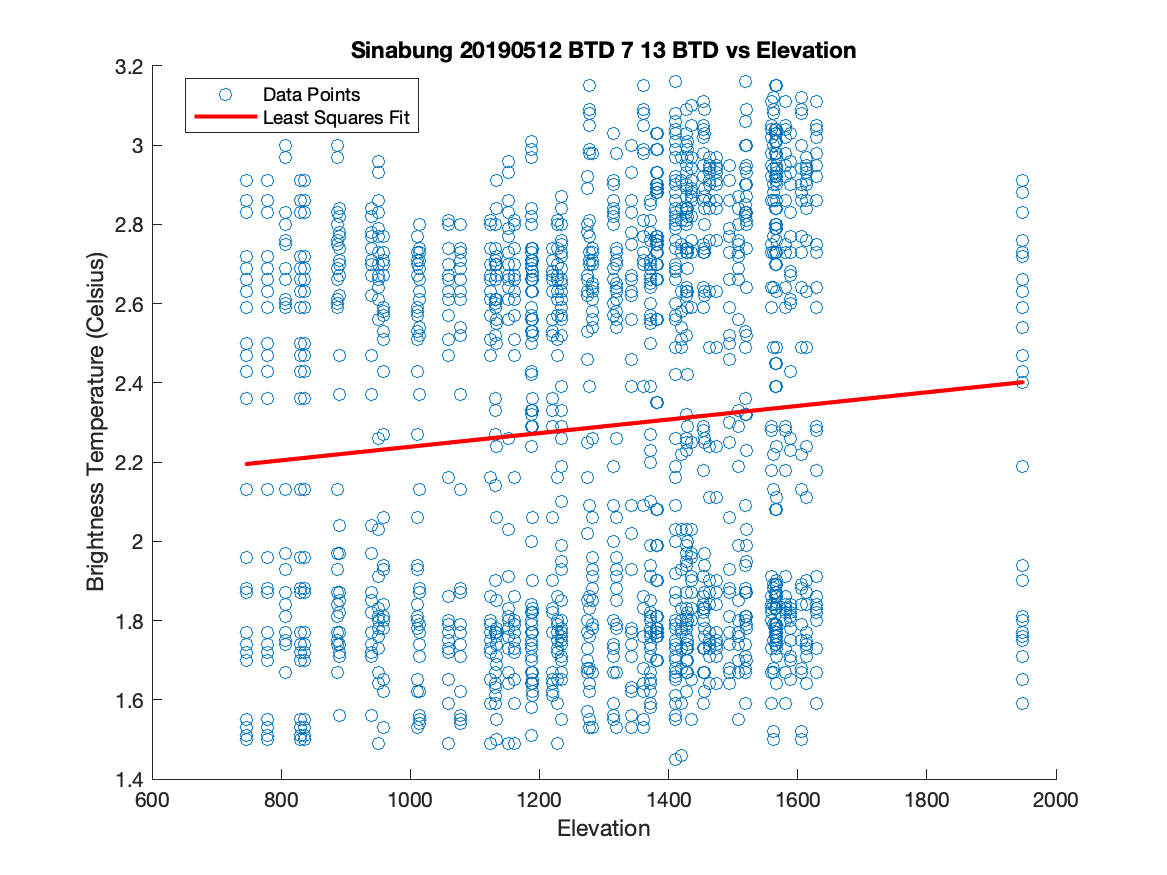 Sinabung 20190512 BTD 7 13 BTD vs Elevation
Data Points
Least Squares Fit
3.2
3
2.8
2.6
2.4
2.2
2
1.8
1.6
1.4
Brightness Temperature (Celsius)
600 800 1000 1200 1400 1600 1800 2000
Elevation